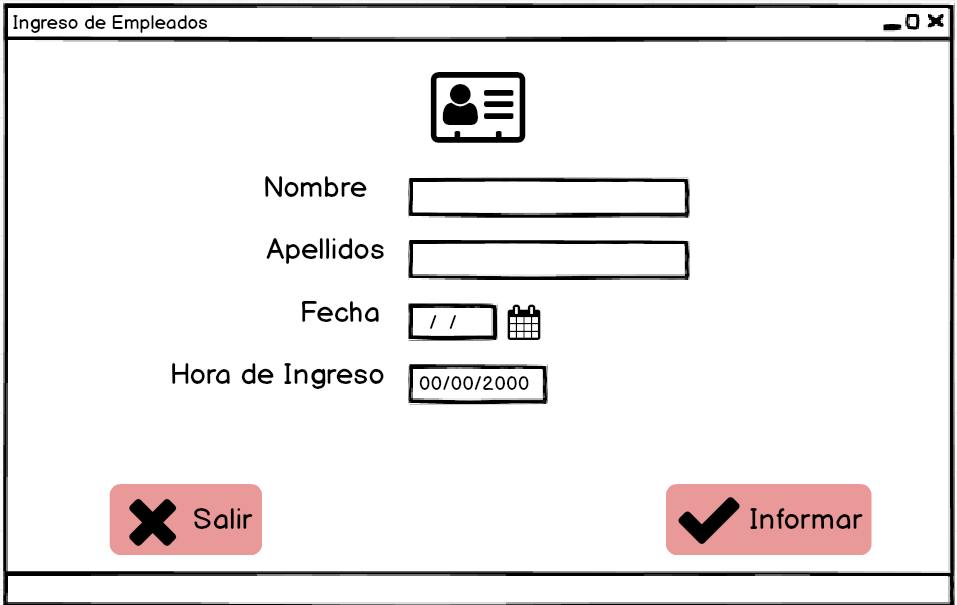 Ingreso de Empleados
Nombre
Apellidos
Fecha / /
Hora de Ingreso 00/00/2000
Salir
Informar